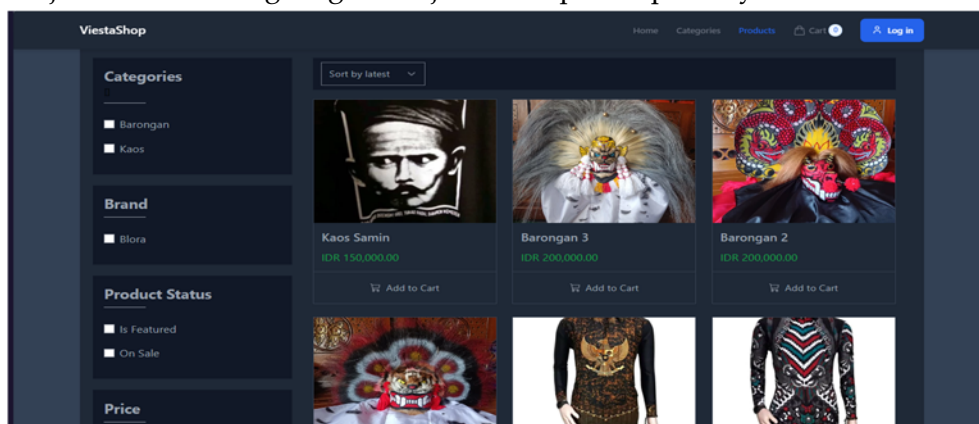 ViestaShop
Home Categories Products Cart 0 Log in
Categories
Barongan
Kaos
Brand
Blora
Product Status
Is Featured
On Sale
Price
Sort by latest
Kaos Samin
IDR 150,000.00
Add to Cart
Barongan 3
IDR 200,000.00
Add to Cart
Barongan 2
IDR 200,000.00
Add to Cart